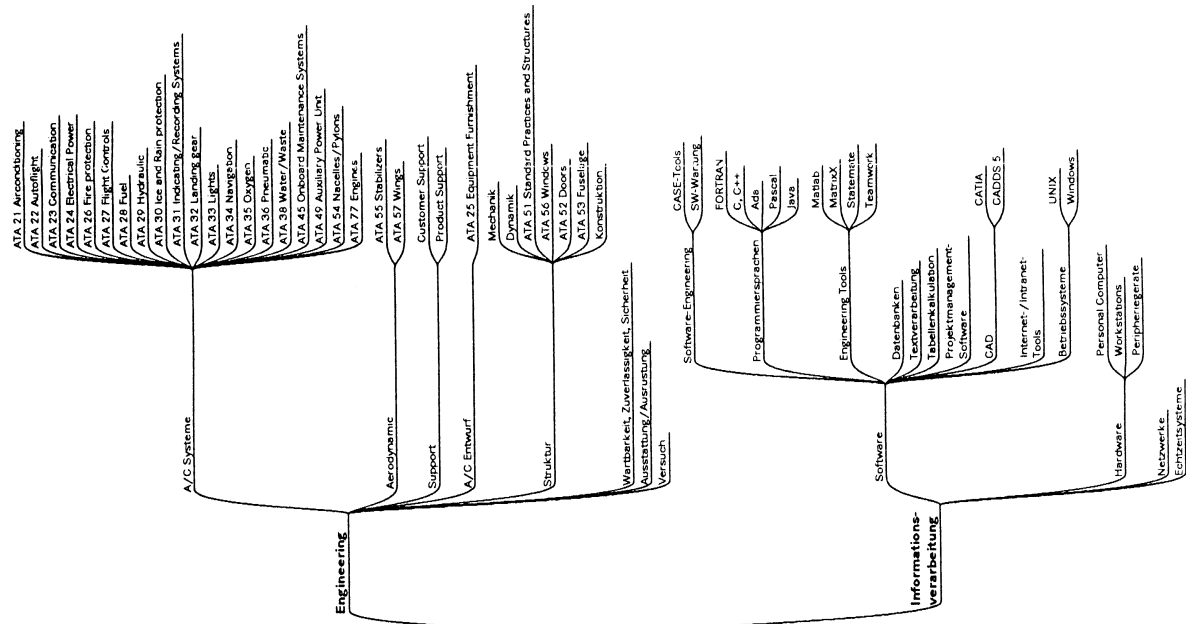 ATA 21 Airconditioning
ATA 22 Autoflight
ATA 23 Communication
ATA 24 Electrical Power
ATA 26 Fire protection
ATA 27 Flight Controls
ATA 28 Fuel
ATA 29 Hydraulic
ATA 30 Ice and Rain protection
ATA 31 Indicating/Recording Systems
ATA 32 Landing gear
ATA 33 Lights
ATA 34 Navigation
ATA 35 Oxygen
ATA 36 Pneumatic
ATA 38 Water/Waste
ATA 45 Onboard Maintenance Systems
ATA 49 Auxiliary Power Unit
ATA 54 Nacelles/Pylons
ATA 77 Engines
ATA 55 Stabilizers
ATA 57 Wings
Customer Support
Product Support
ATA 25 Equipment Furnishment
Mechanik
Dynamik
ATA 51 Standard Practices and Structures
ATA 56 Windows
ATA 52 Doors
ATA 53 Fuselage
Konstruktion
A/C Systeme
Aerodynamic
Support
A/C Entwurf
Struktur
Wartbarkeit, Zuverlässigkeit, Sicherheit
Ausstattung/Ausrüstung
Versuch
Engineering
CASE-Tools
SW-Wartung
FORTRAN
C, C++
Ada
Pascal
Java
Matlab
MatrixX
Statemate
Teamwork
CATIA
CADDS 5
UNIX
Windows
Software-Engineering
Programmiersprachen
Engineering Tools
Datenbanken
Textverarbeitung
Tabellenkalkulation
Projektmanagement-
Software
CAD
Internet-/Intranet-
Tools
Betriebssysteme
Personal Computer
Workstations
Peripheriegeräte
Software
Hardware
Netzwerke
Echtzeitsysteme
Informations-
verarbeitung